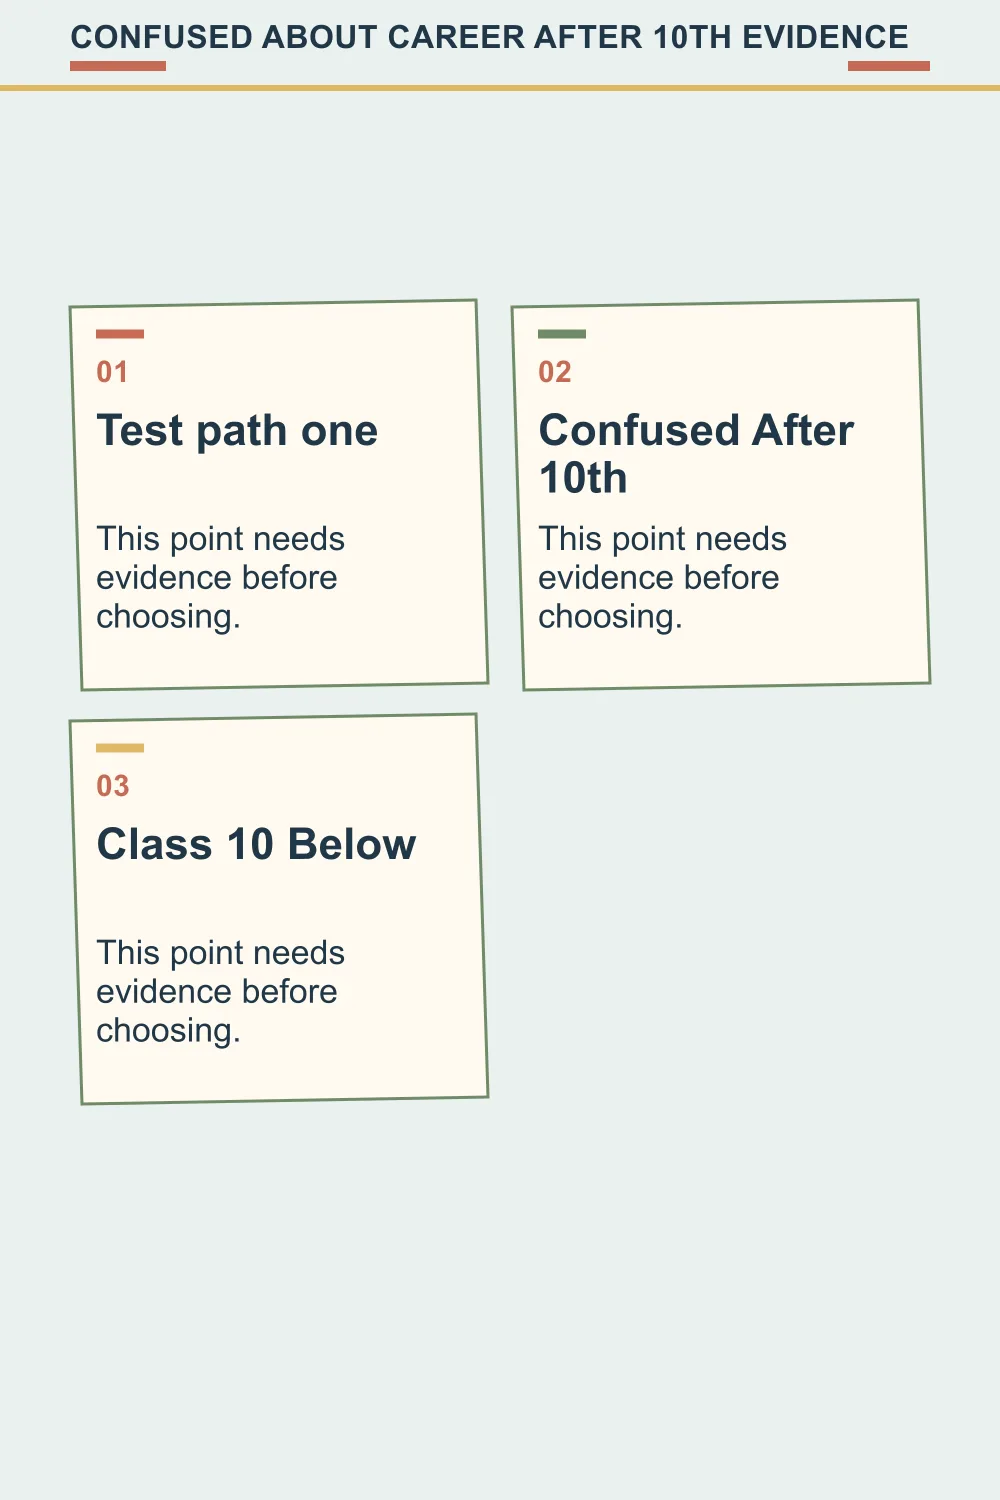 CONFUSED ABOUT CAREER AFTER 10TH EVIDENCE
01
Test path one
This point needs
evidence before
choosing.
02
Confused After
10th
This point needs
evidence before
choosing.
03
Class 10 Below
This point needs
evidence before
choosing.